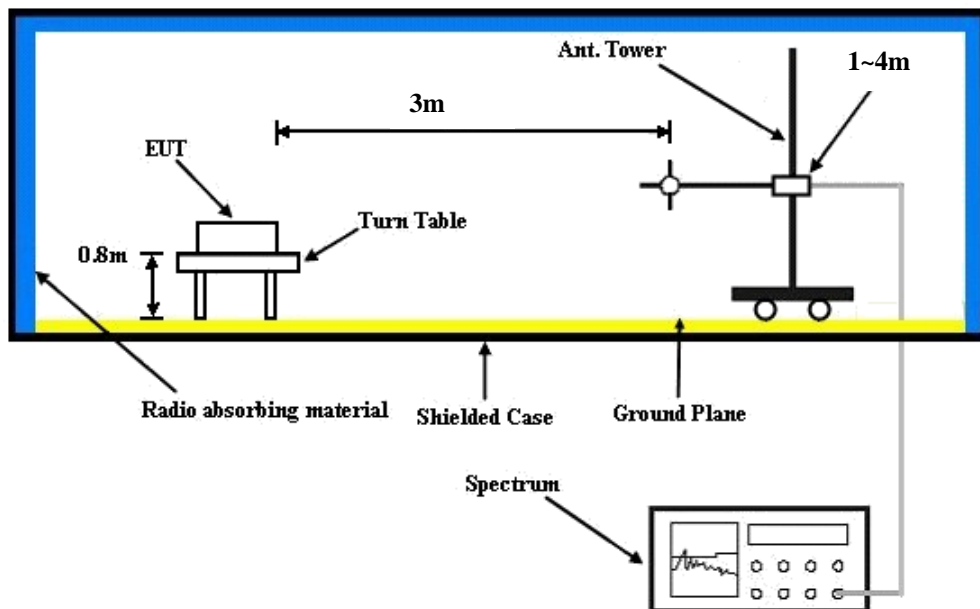 Ant. Tower
1~4m
3m
EUT
Turn Table
0.8m
Radio absorbing material
Shielded Case
Ground Plane
Spectrum